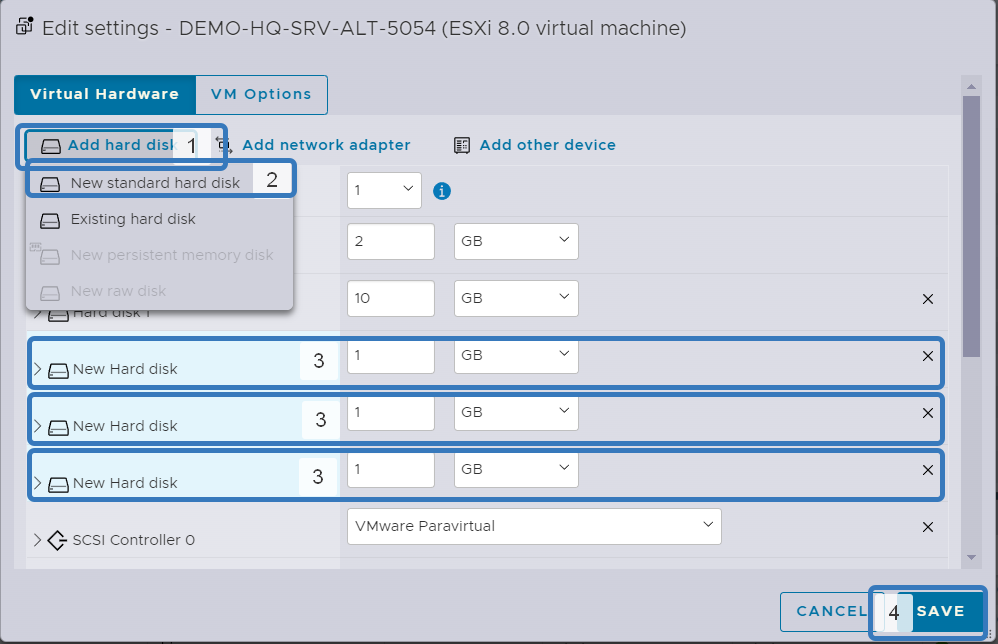 Edit settings - DEMO-HQ-SRV-ALT-5054 (ESXi 8.0 virtual machine)
Virtual Hardware VM Options
Add hard disk 1 Add network adapter Add other device
New standard hard disk 2 1
Existing hard disk 2 GB
New persistent memory disk
New raw disk 10 GB
Hard disk 1
New Hard disk 3 1 GB
New Hard disk 3 1 GB
New Hard disk 3 1 GB
SCSI Controller 0 VMware Paravirtual
CANCEL 4 SAVE